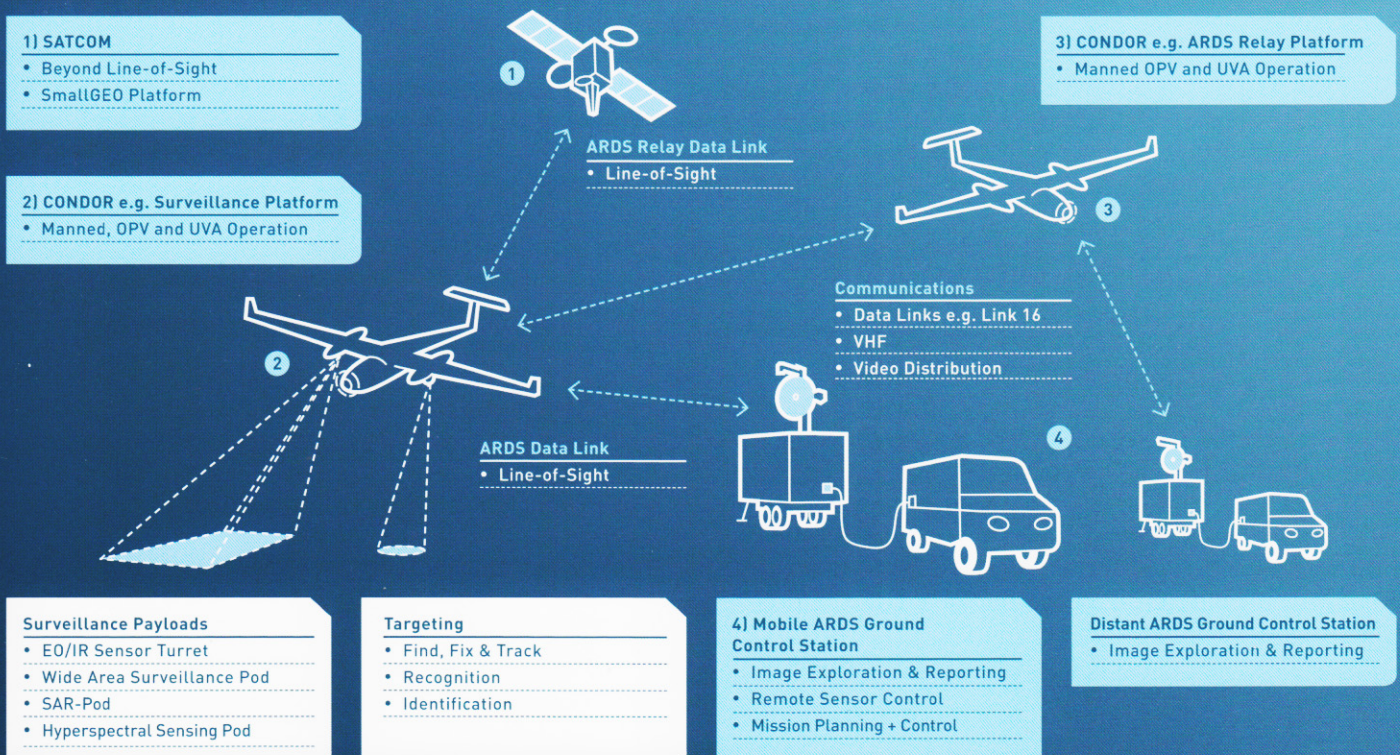 1) SATCOM
• Beyond Line-of-Sight
• SmallGEO Platform
2) CONDOR e.g. Surveillance Platform
• Manned, OPV and UVA Operation
1
ARDS Relay Data Link
• Line-of-Sight
3) CONDOR e.g. ARDS Relay Platform
• Manned OPV and UVA Operation
3
2
Communications
• Data Links e.g. Link 16
• VHF
• Video Distribution
ARDS Data Link
• Line-of-Sight
4
Surveillance Payloads
• EO/IR Sensor Turret
• Wide Area Surveillance Pod
• SAR-Pod
• Hyperspectral Sensing Pod
Targeting
• Find, Fix & Track
• Recognition
• Identification
4) Mobile ARDS Ground
Control Station
• Image Exploration & Reporting
• Remote Sensor Control
• Mission Planning + Control
Distant ARDS Ground Control Station
• Image Exploration & Reporting